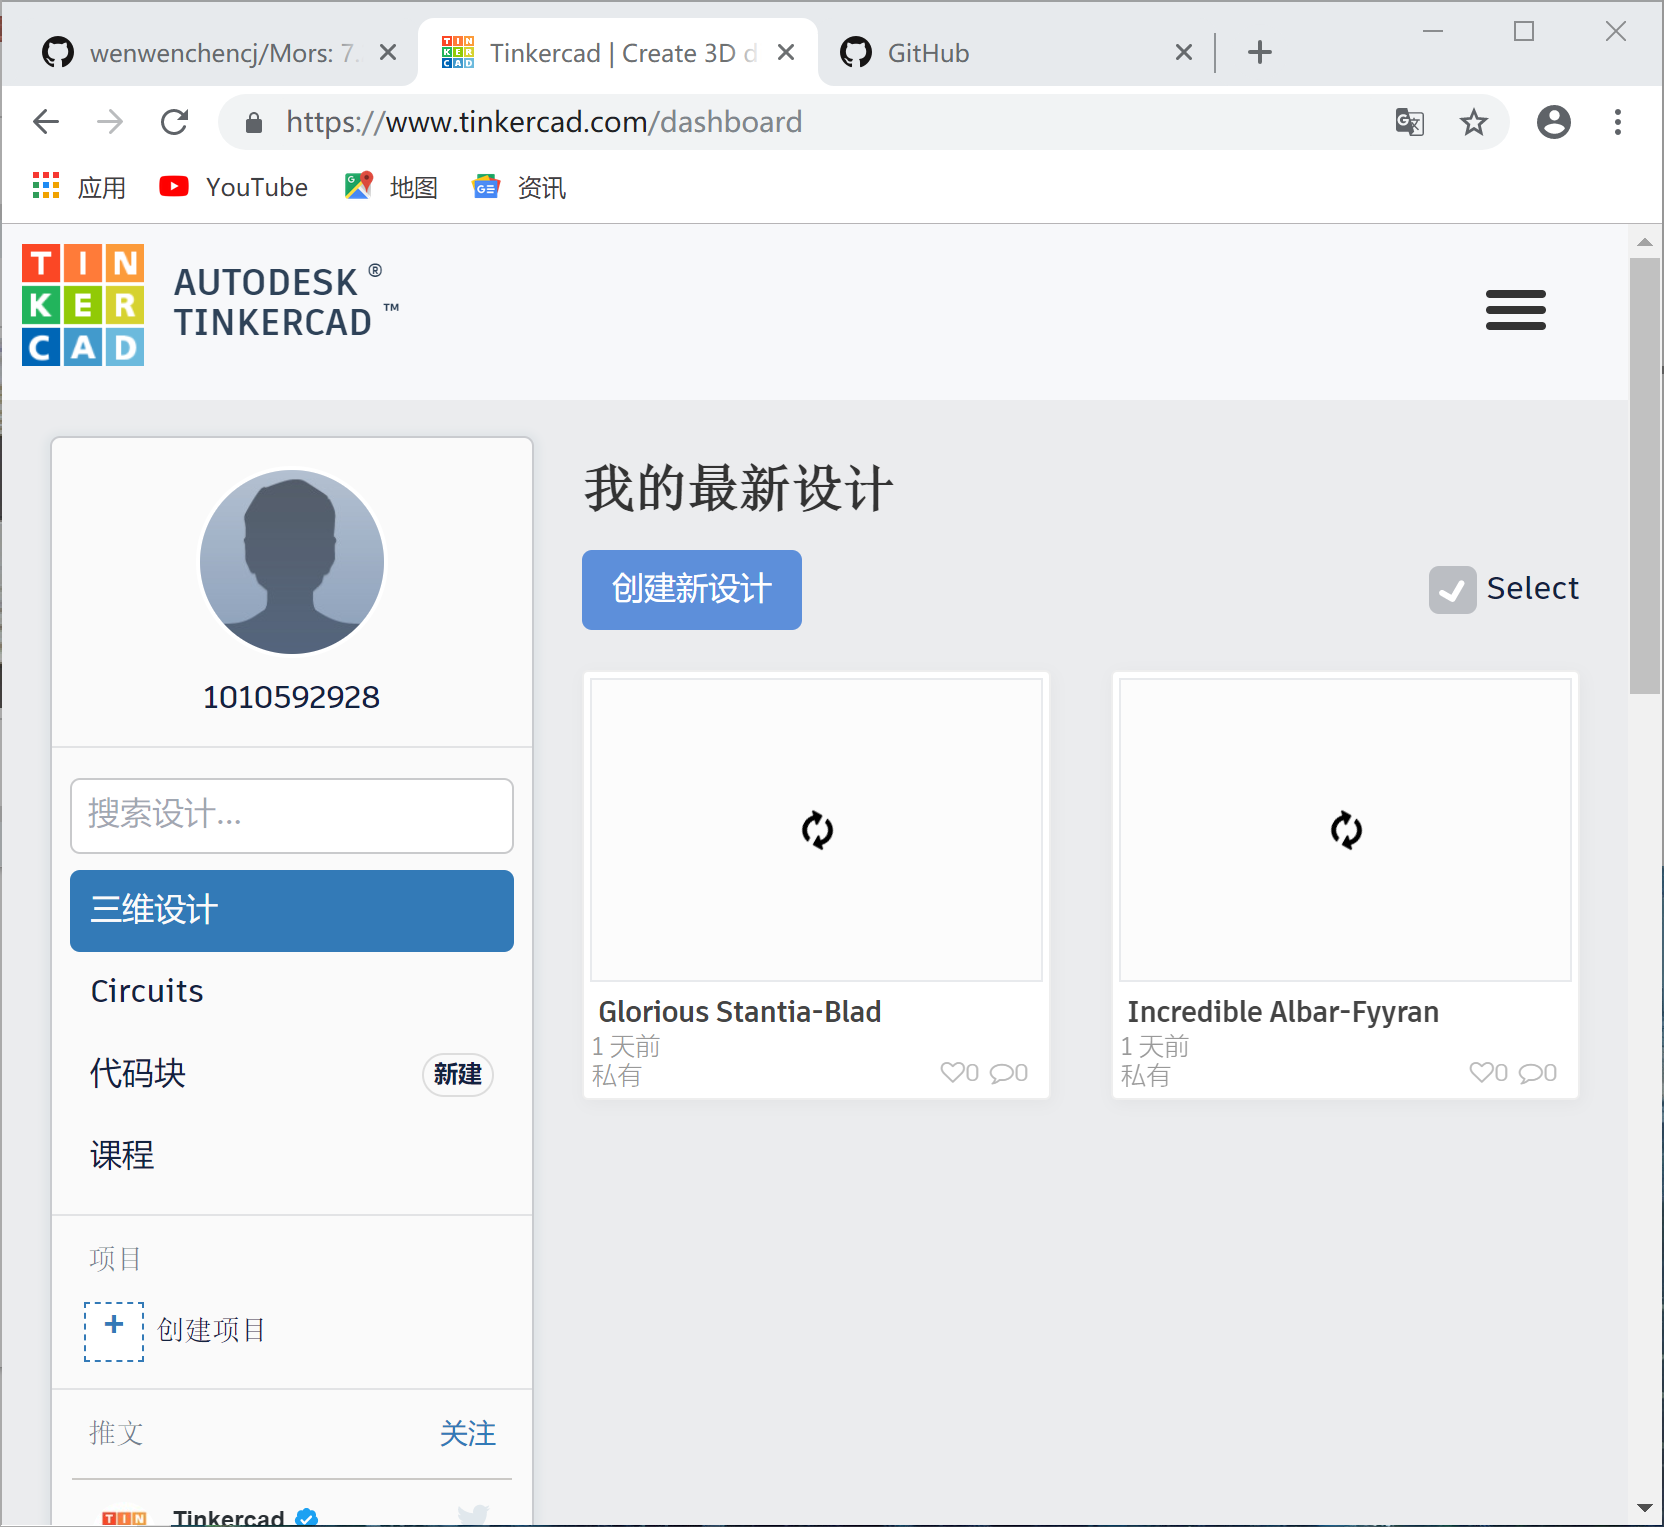 wenwenchencj/Mors: 7.
Tinkercad | Create 3D d
GitHub
https://www.tinkercad.com/dashboard
应用
YouTube
地图
资讯
TIN
KER
CAD
AUTODESK ®
TINKERCAD ™
1010592928
搜索设计...
三维设计
Circuits
代码块
新建
课程
项目
+ 创建项目
推文
关注
TIN
Tinkercad
我的最新设计
创建新设计
Select
Glorious Stantia-Blad
1 天前
私有
0 0
Incredible Albar-Fyyran
1 天前
私有
0 0